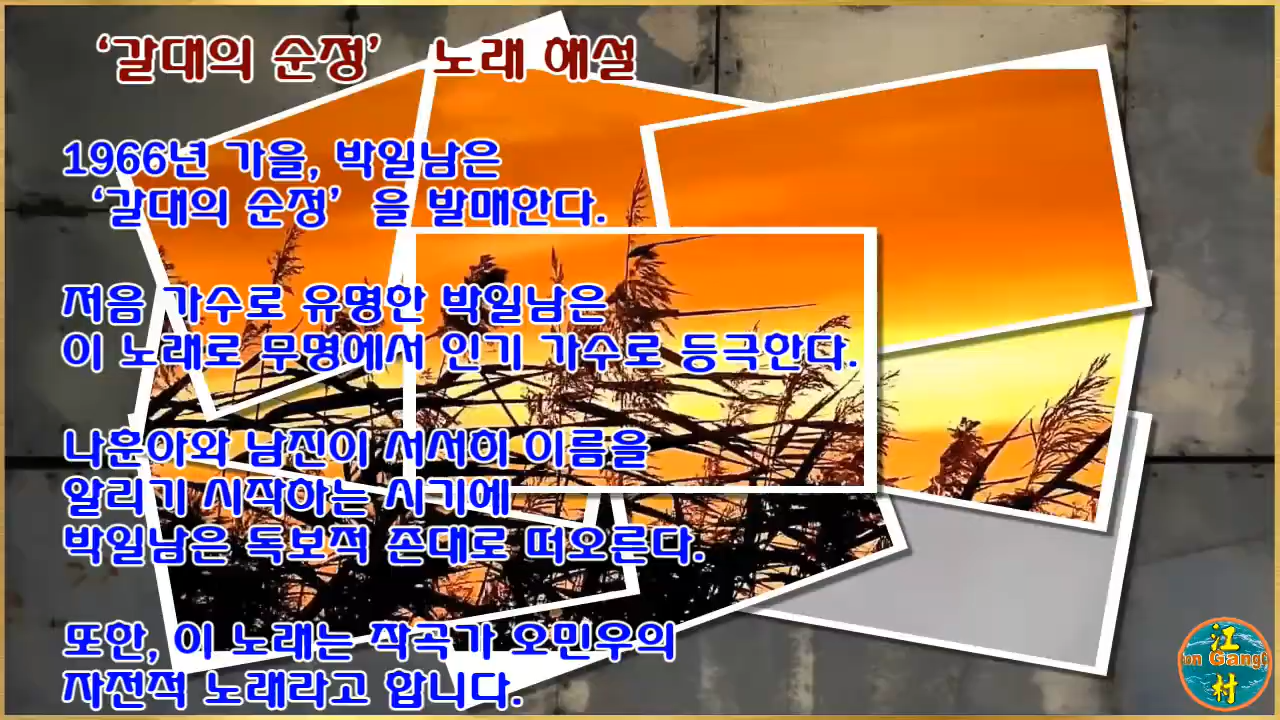 ‘갈대의 순정’ 노래 해설
1966년 가을, 박일남은
‘갈대의 순정’을 발매한다.
저음 가수로 유명한 박일남은
이 노래로 무명에서 인기 가수로 등극한다.
나훈아와 남진이 서서히 이름을
알리기 시작하는 시기에
박일남은 독보적 존대로 떠오른다.
또한, 이 노래는 작곡가 오민우의
자전적 노래라고 합니다.
江
村